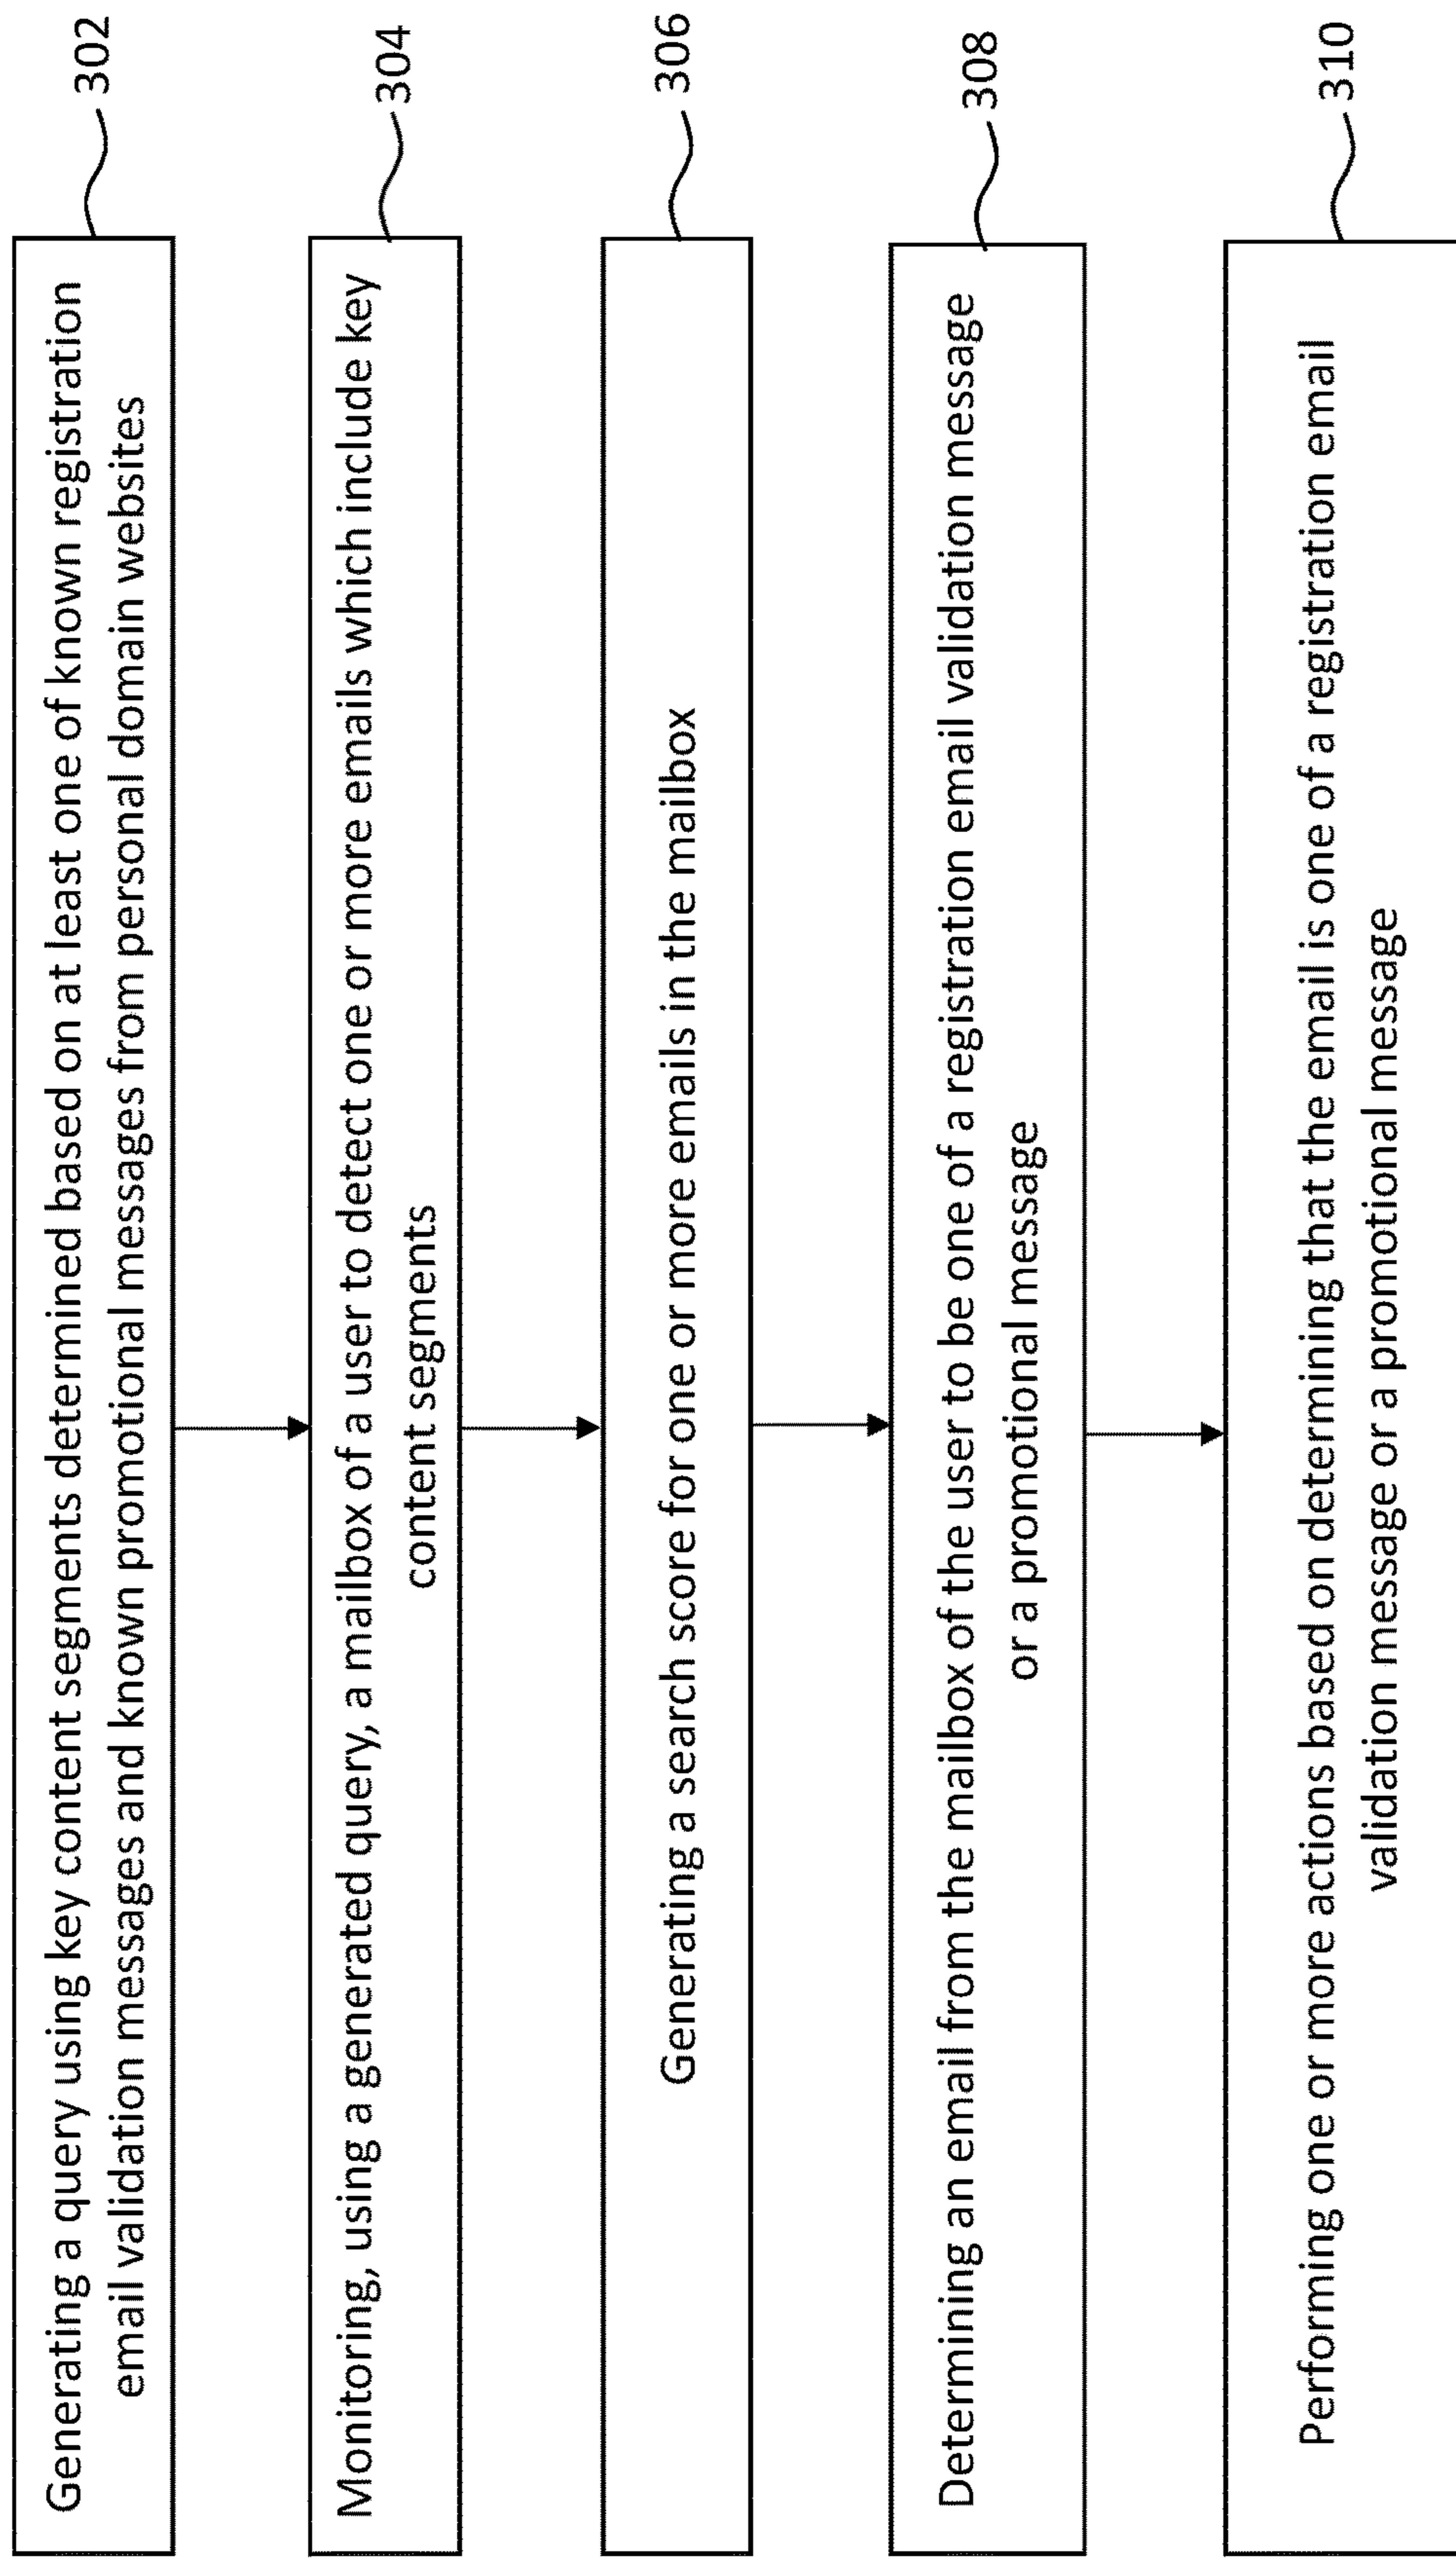 Generating a query using key content segments determined based on at least one of known registration
email validation messages and known promotional messages from personal domain websites
302
Monitoring, using a generated query, a mailbox of a user to detect one or more emails which include key
content segments
304
Generating a search score for one or more emails in the mailbox
306
Determining an email from the mailbox of the user to be one of a registration email validation message
or a promotional message
308
Performing one or more actions based on determining that the email is one of a registration email
validation message or a promotional message
310